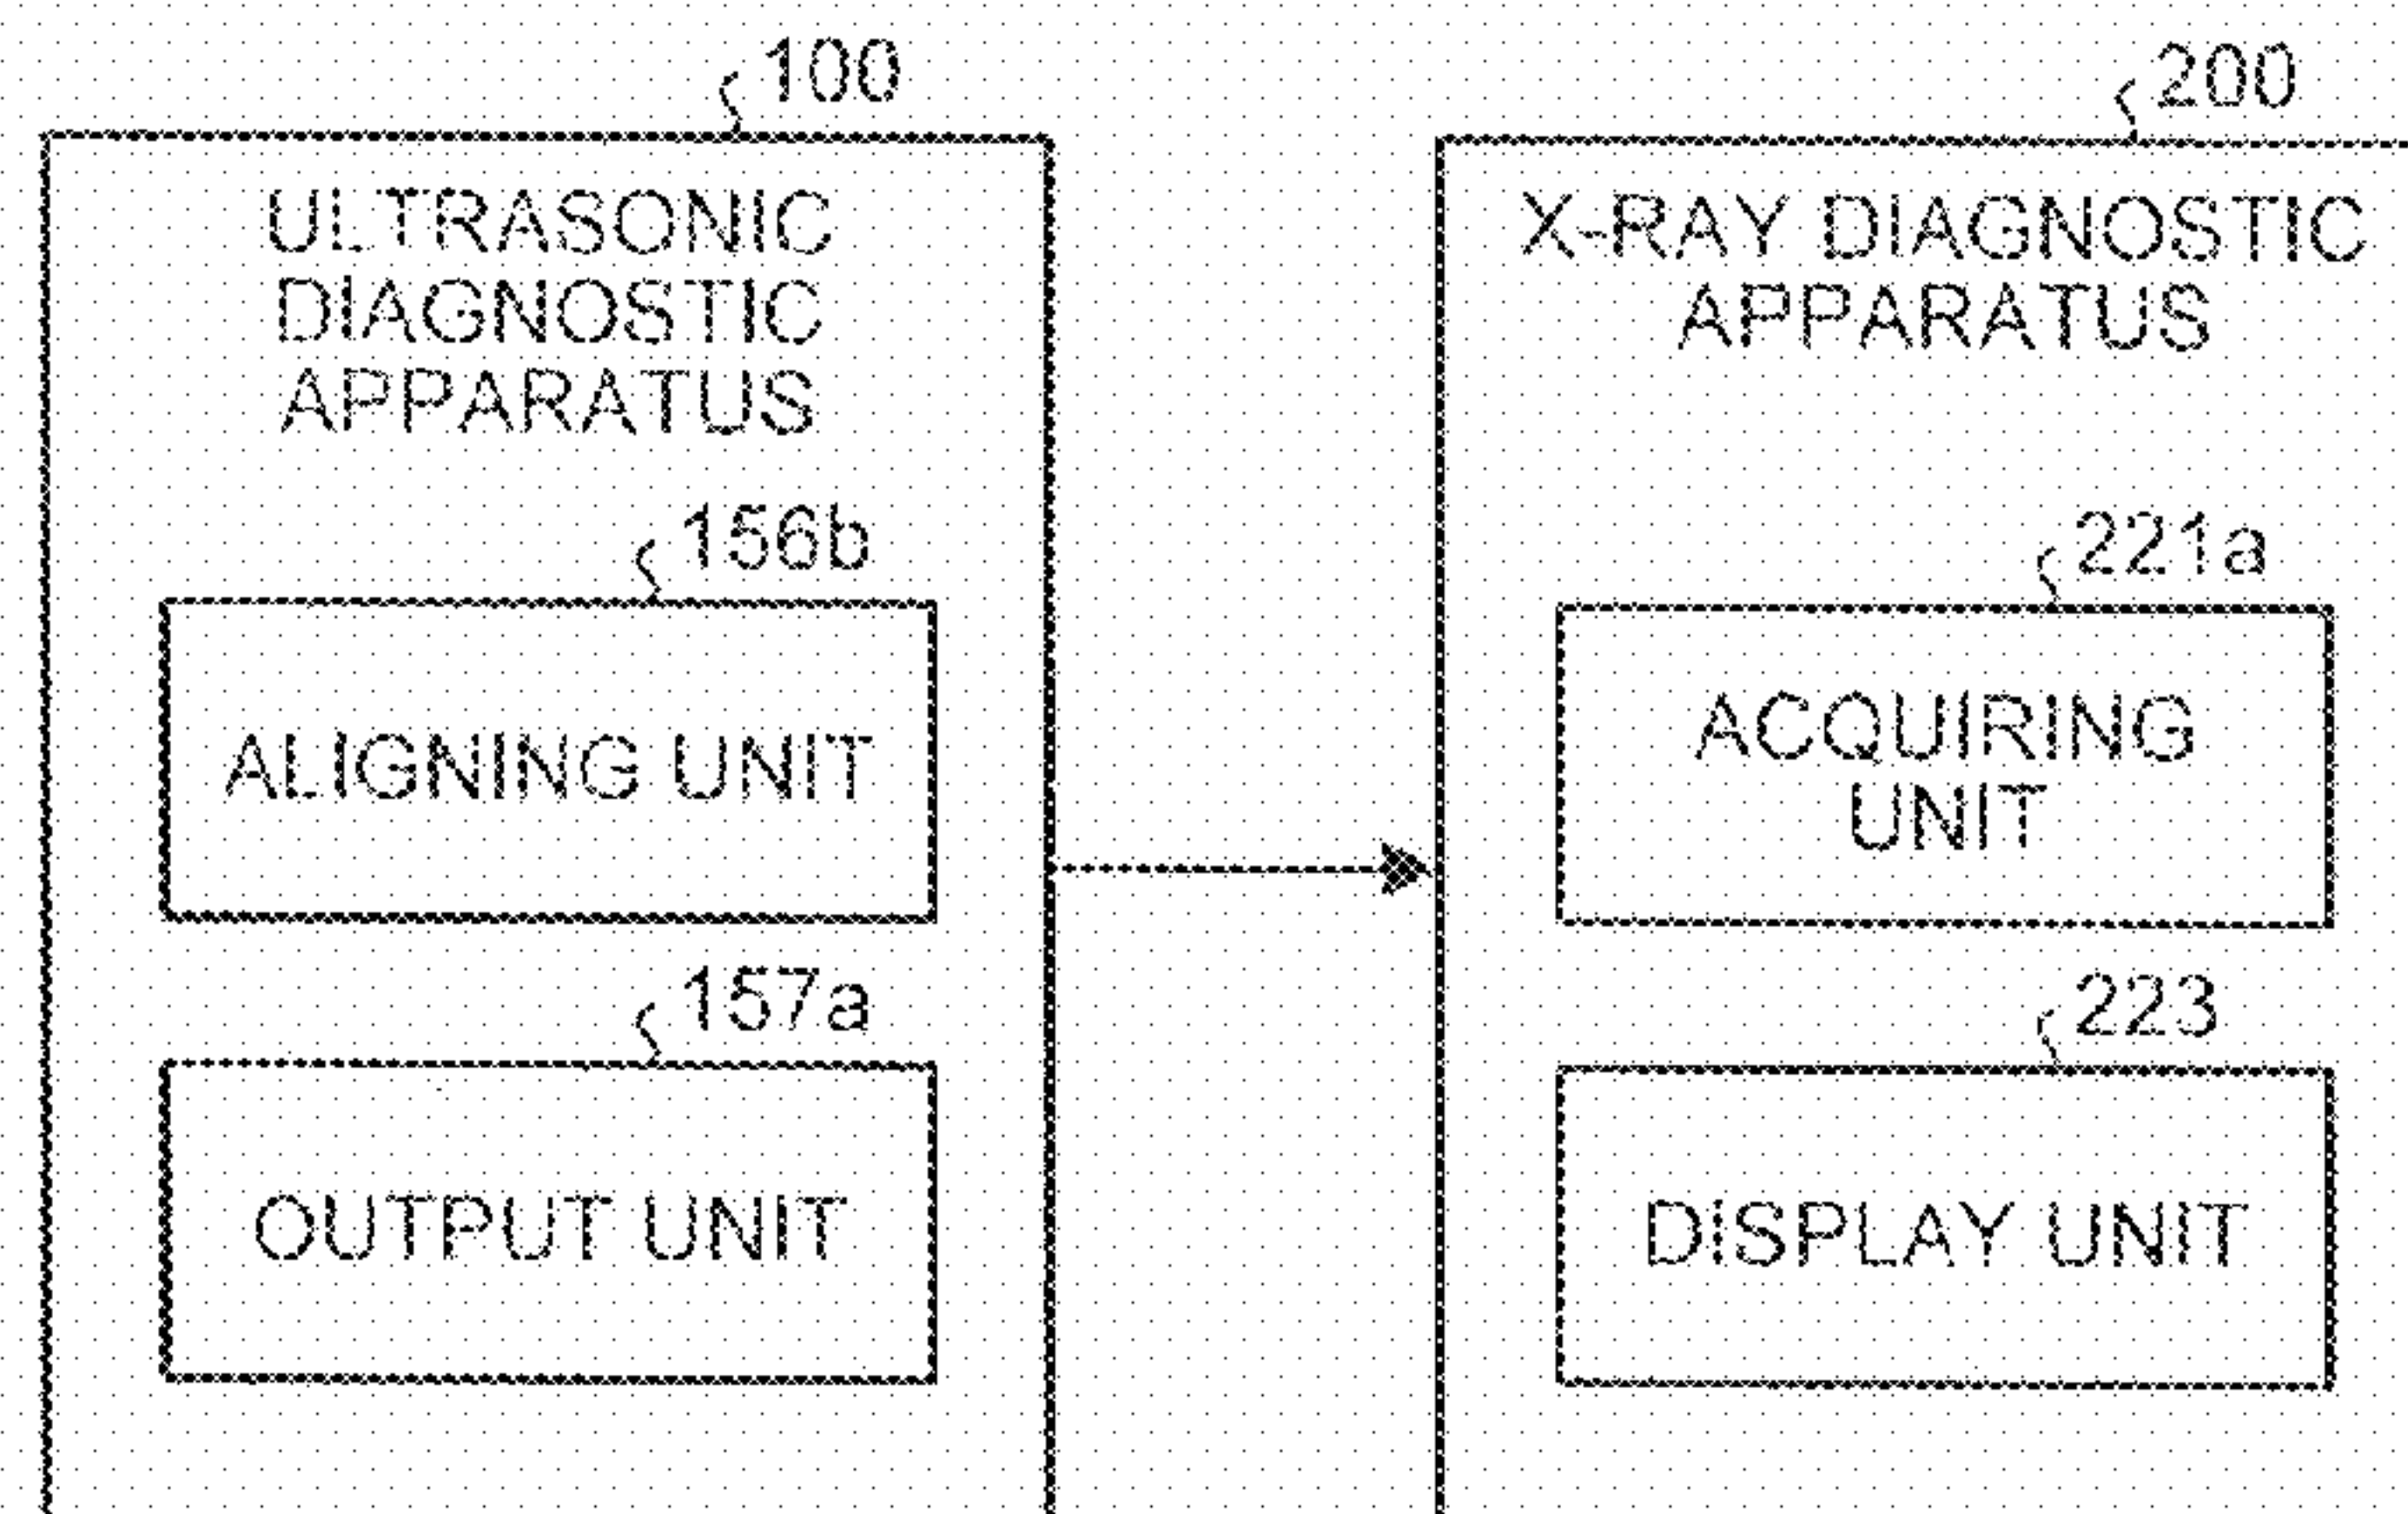 100
ULTRASONIC
DIAGNOSTIC
APPARATUS
156b
ALIGNING UNIT
157a
OUTPUT UNIT
200
X-RAY DIAGNOSTIC
APPARATUS
221a
ACQUIRING
UNIT
223
DISPLAY UNIT